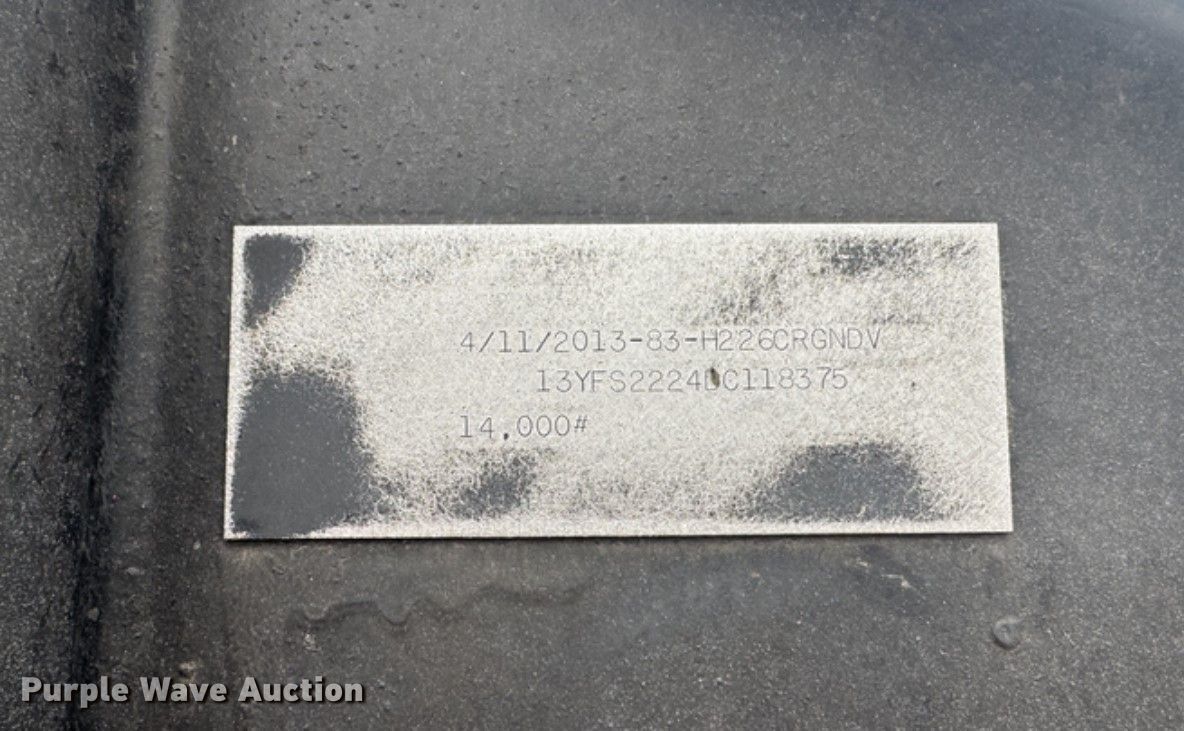 4/11/2013-83-H226CRGNDV
13YFS2224DC118375
14,000#
Purple Wave Auction